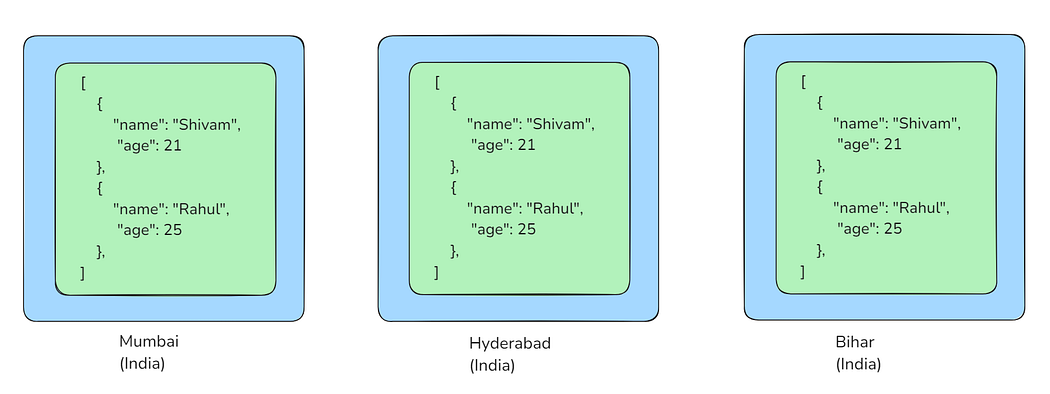 [
{
"name": "Shivam",
"age": 21
},
{
"name": "Rahul",
"age": 25
},
]
Mumbai
(India)
[
{
"name": "Shivam",
"age": 21
},
{
"name": "Rahul",
"age": 25
},
]
Hyderabad
(India)
[
{
"name": "Shivam",
"age": 21
},
{
"name": "Rahul",
"age": 25
},
]
Bihar
(India)